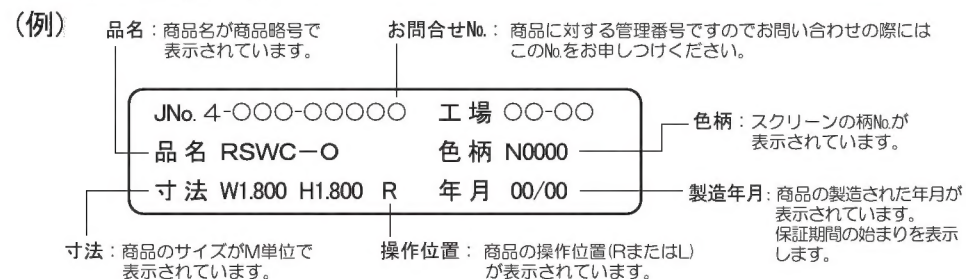 (例)
品名：商品名が商品略号で
表示されています。
お問合せNo.：商品に対する管理番号ですのでお問い合わせの際には
このNo.をお申しつけください。
JNo. 4-○○○-○○○○○ 工場 ○○-○○
品名 RSWC-O 色柄 N0000
寸法 W1.800 H1.800 R 年月 00/00
色柄：スクリーンの柄No.が
表示されています。
製造年月：商品の製造された年月が
表示されています。
保証期間の始まりを表示
します。
寸法：商品のサイズがM単位で
表示されています。
操作位置：商品の操作位置(RまたはL)
が表示されています。